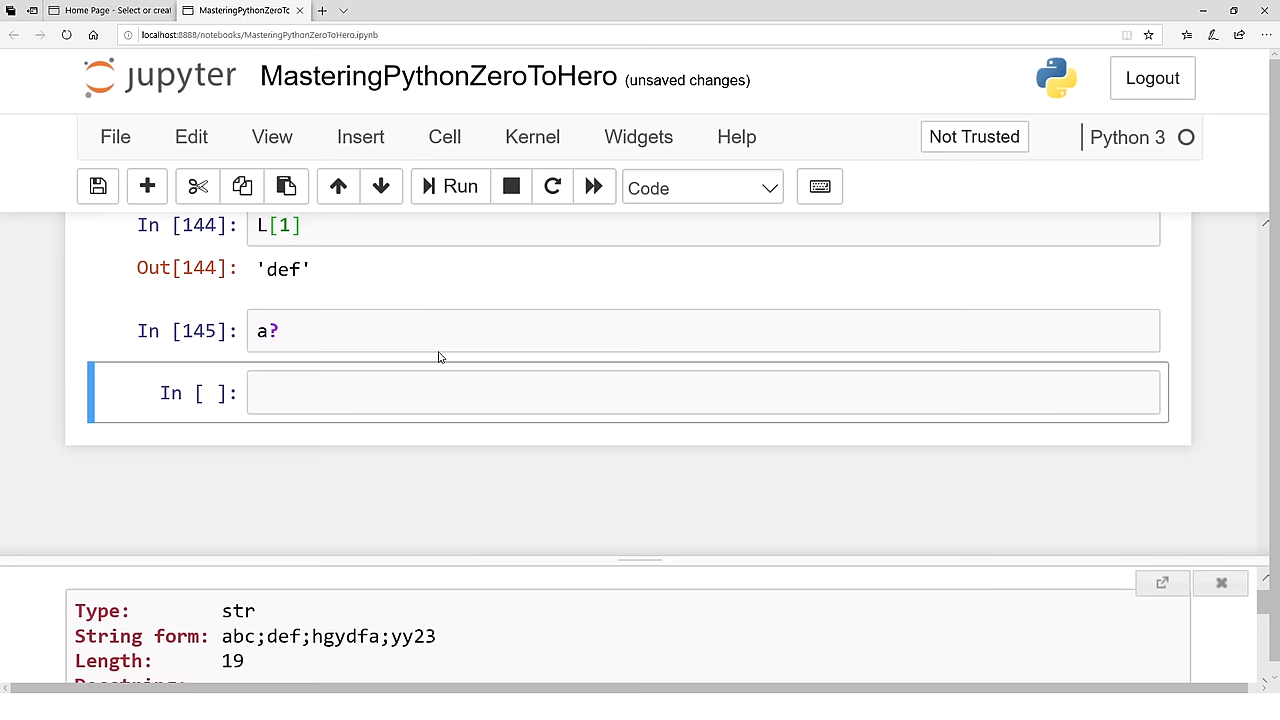 Home Page - Select or creat
MasteringPythonZeroToH
localhost:8888/notebooks/MasteringPythonZeroToHero.ipynb
jupyter MasteringPythonZeroToHero (unsaved changes)
Logout
File Edit View Insert Cell Kernel Widgets Help
Not Trusted
Python 3
Run
Code
In [144]: L[1]
Out[144]: 'def'
In [145]: a?
In [ ]:
Type: str
String form: abc;def;hgydfa;yy23
Length: 19
Docstring: